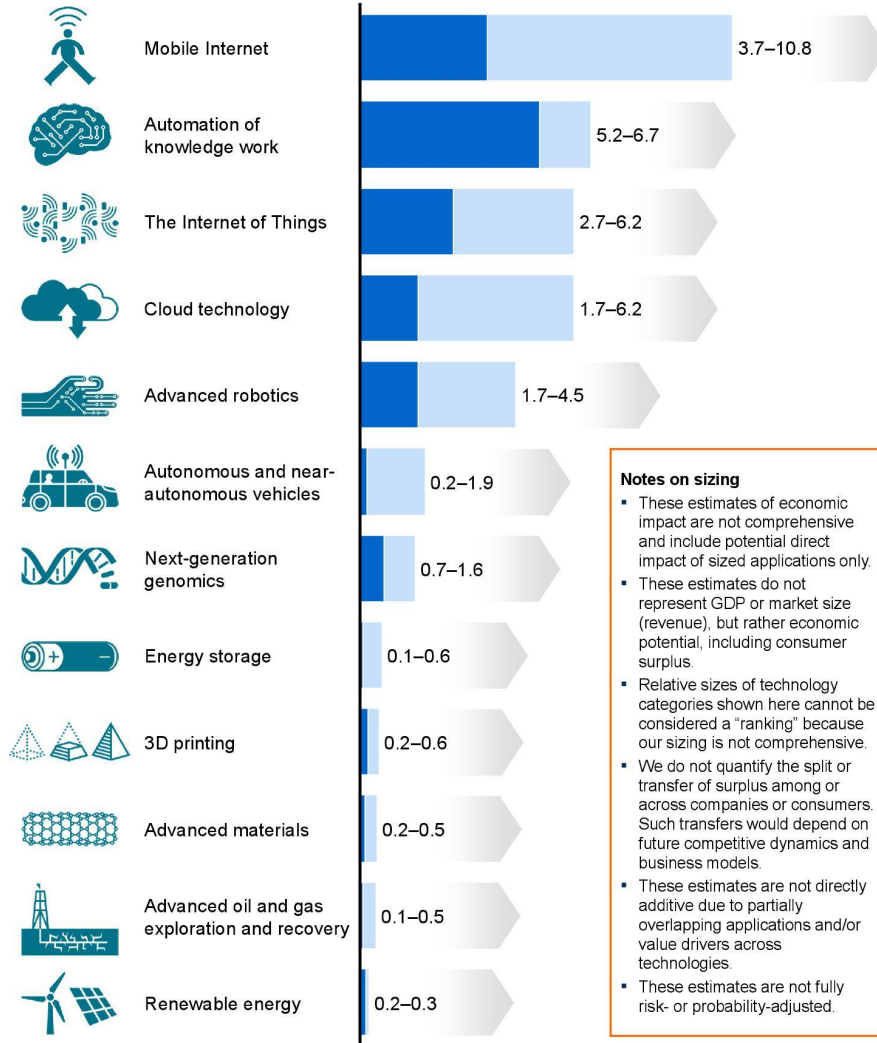 Mobile Internet
3.7–10.8
Automation of
knowledge work
5.2–6.7
The Internet of Things
2.7–6.2
Cloud technology
1.7–6.2
Advanced robotics
1.7–4.5
Autonomous and near-
autonomous vehicles
0.2–1.9
Next-generation
genomics
0.7–1.6
Energy storage
0.1–0.6
3D printing
0.2–0.6
Advanced materials
0.2–0.5
Advanced oil and gas
exploration and recovery
0.1–0.5
Renewable energy
0.2–0.3
Notes on sizing
▪ These estimates of economic
impact are not comprehensive
and include potential direct
impact of sized applications only.
▪ These estimates do not
represent GDP or market size
(revenue), but rather economic
potential, including consumer
surplus.
▪ Relative sizes of technology
categories shown here cannot be
considered a “ranking” because
our sizing is not comprehensive.
▪ We do not quantify the split or
transfer of surplus among or
across companies or consumers.
Such transfers would depend on
future competitive dynamics and
business models.
▪ These estimates are not directly
additive due to partially
overlapping applications and/or
value drivers across
technologies.
▪ These estimates are not fully
risk- or probability-adjusted.